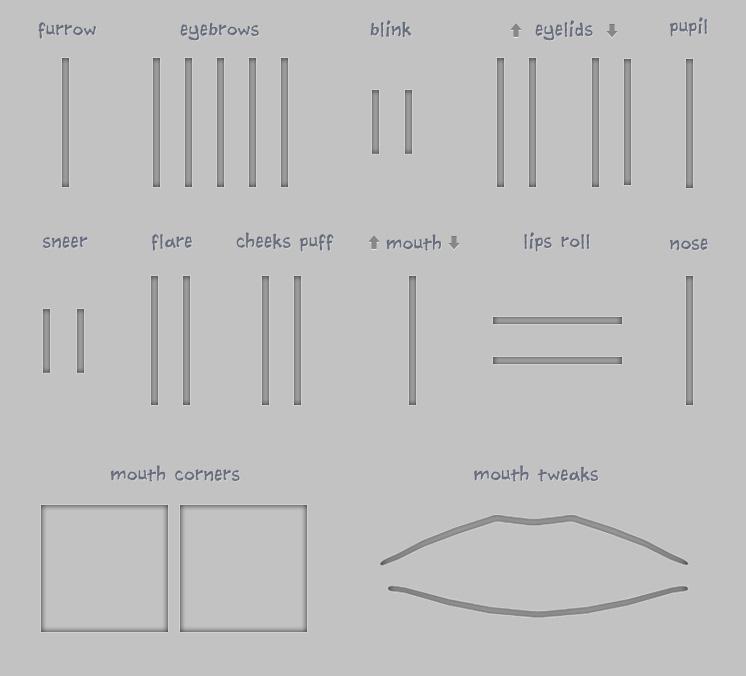 furrow eyebrows blink eyelids pupil
sneer flare cheeks puff mouth lips roll nose
mouth corners mouth tweaks